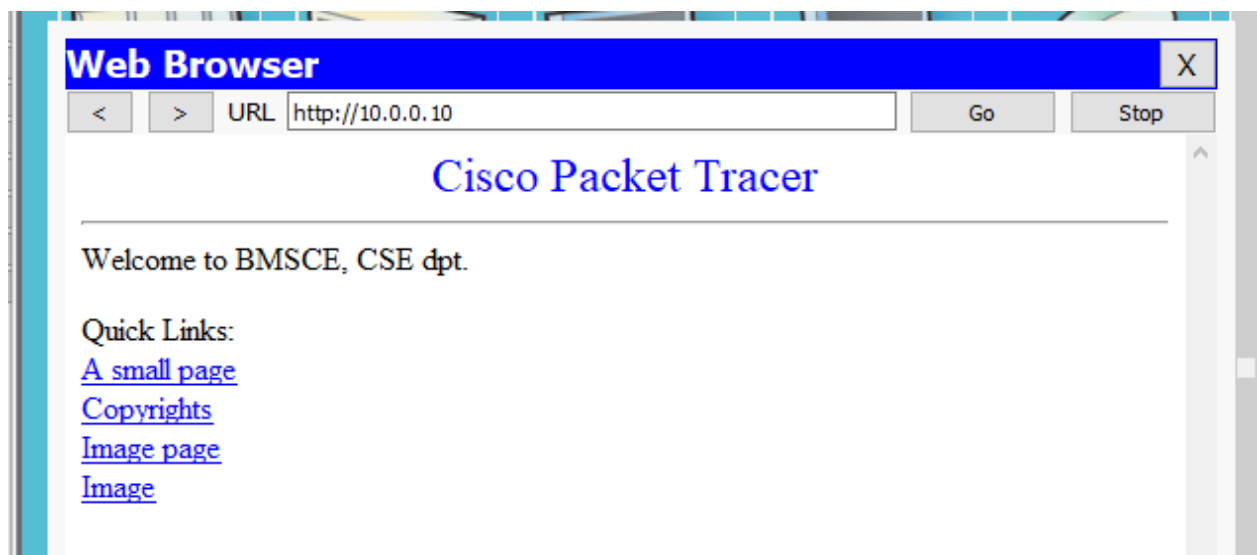 Web Browser X
< > URL http://10.0.0.10 Go Stop
Cisco Packet Tracer
Welcome to BMSCE, CSE dpt.
Quick Links:
A small page
Copyrights
Image page
Image